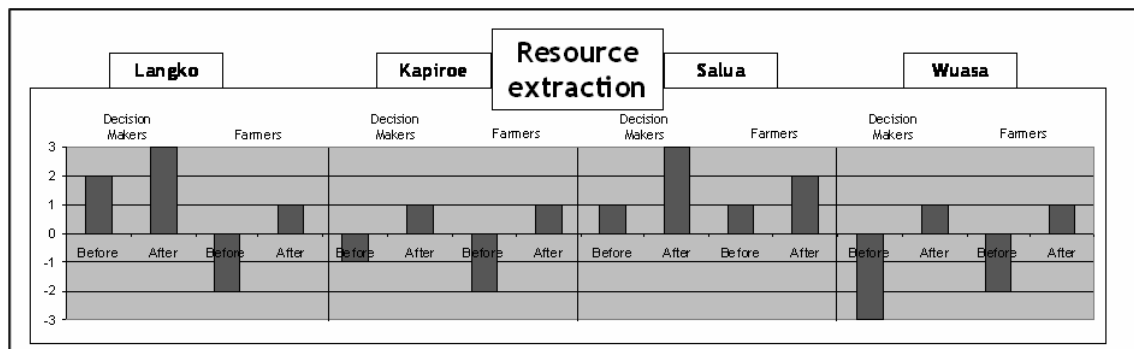 Resource
extraction
Langko
Kapiroe
Salua
Wuasa
Decision
Makers
Farmers
Decision
Makers
Farmers
Decision
Makers
Farmers
Decision
Makers
Farmers
3
2
1
0
-1
-2
-3
Before After Before After Before After Before After Before After Before After Before After Before After